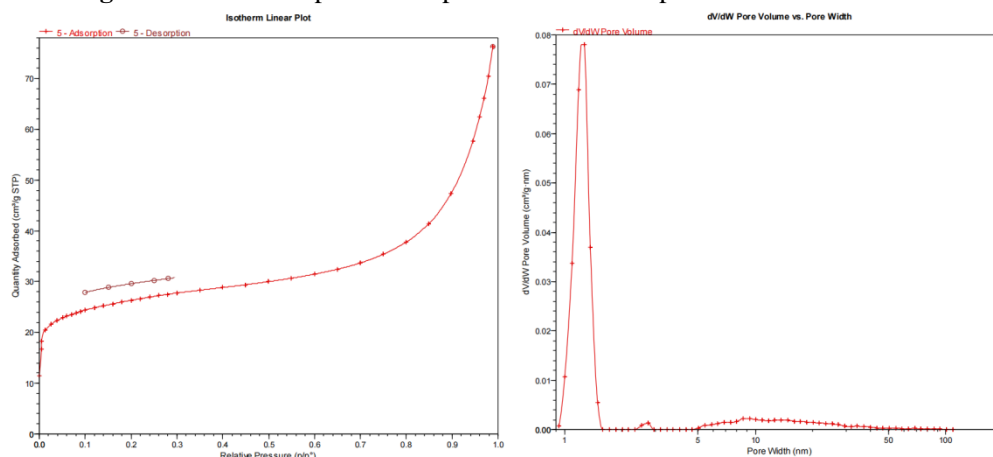 Isotherm Linear Plot
5 - Adsorption 5 - Desorption
Quantity Adsorbed (cm³/g STP)
70
60
50
40
30
20
10
0
0.0 0.1 0.2 0.3 0.4 0.5 0.6 0.7 0.8 0.9 1.0
Relative Pressure (p/p°)
dV/dW Pore Volume vs. Pore Width
dV/dW Pore Volume
dV/dW Pore Volume (cm³/g·nm)
0.08
0.07
0.06
0.05
0.04
0.03
0.02
0.01
0.00
1 5 10 50 100
Pore Width (nm)